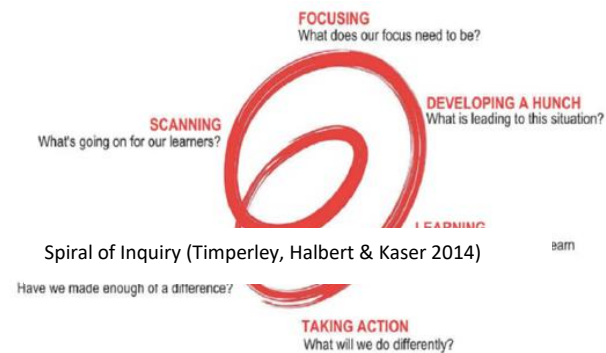 FOCUSING
What does our focus need to be?
DEVELOPING A HUNCH
What is leading to this situation?
SCANNING
What's going on for our learners?
LEARNING
earn
Spiral of Inquiry (Timperley, Halbert & Kaser 2014)
Have we made enough of a difference?
TAKING ACTION
What will we do differently?